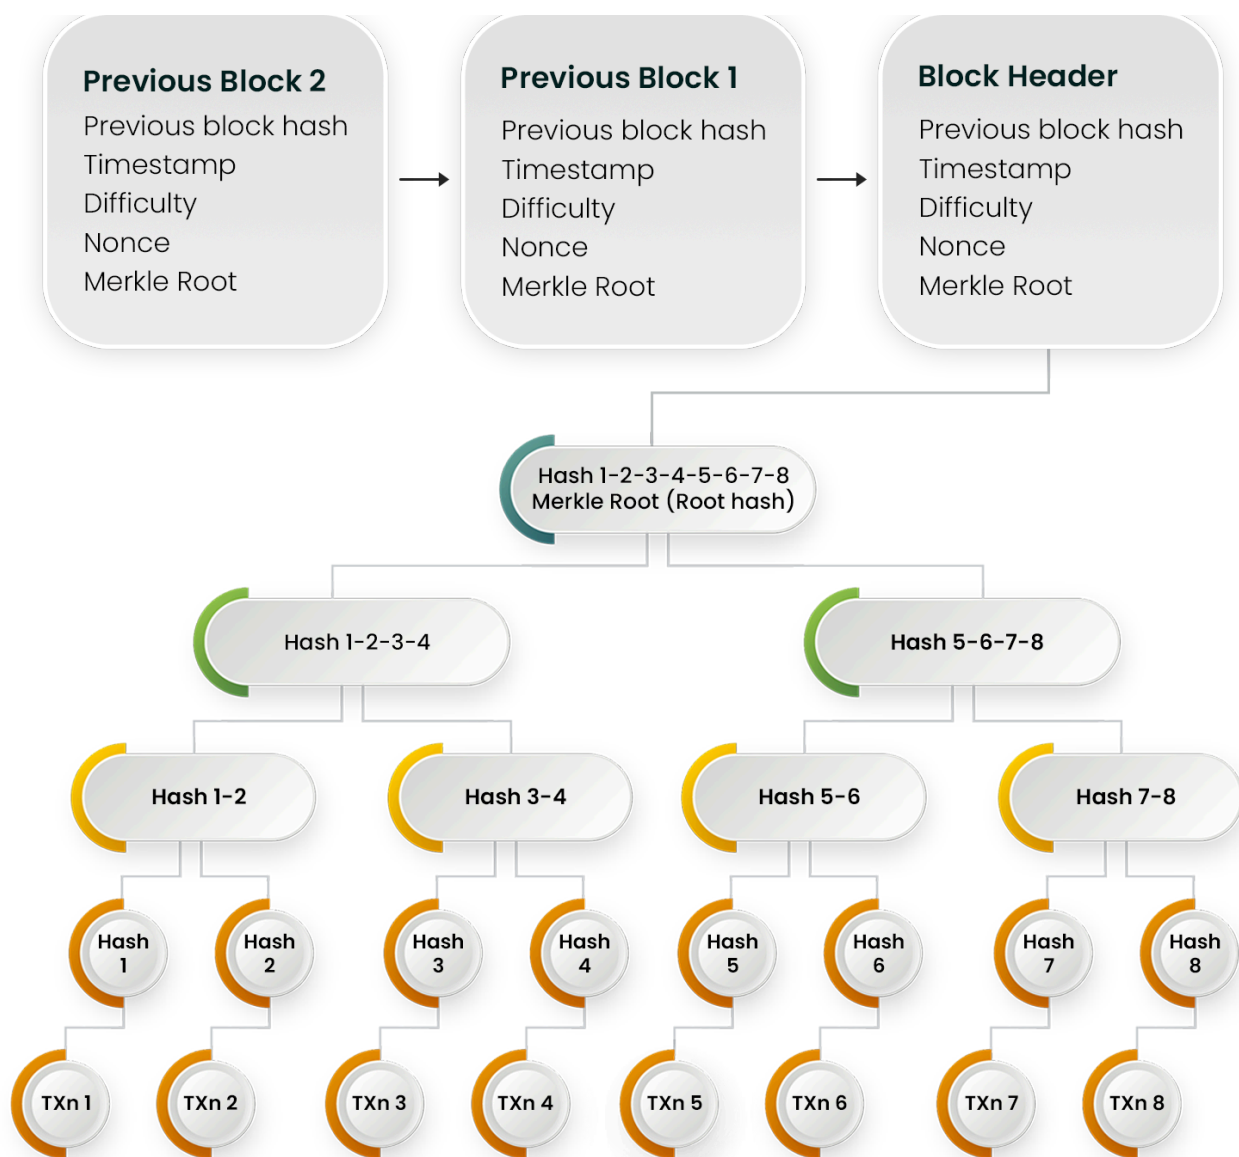 Previous Block 2
Previous block hash
Timestamp
Difficulty
Nonce
Merkle Root
Previous Block 1
Previous block hash
Timestamp
Difficulty
Nonce
Merkle Root
Block Header
Previous block hash
Timestamp
Difficulty
Nonce
Merkle Root
Hash 1-2-3-4-5-6-7-8
Merkle Root (Root hash)
Hash 1-2-3-4
Hash 5-6-7-8
Hash 1-2
Hash 3-4
Hash 5-6
Hash 7-8
Hash
1
Hash
2
Hash
3
Hash
4
Hash
5
Hash
6
Hash
7
Hash
8
TXn 1
TXn 2
TXn 3
TXn 4
TXn 5
TXn 6
TXn 7
TXn 8